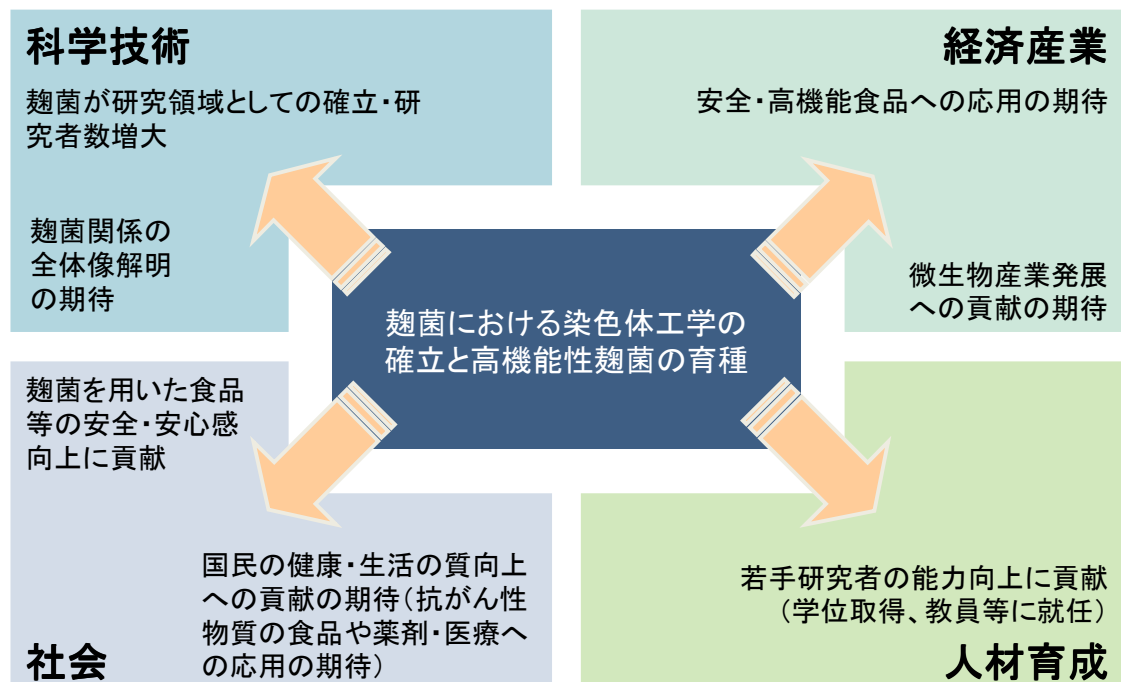 科学技術
麹菌が研究領域としての確立・研
究者数増大
麹菌関係の
全体像解明
の期待
経済産業
安全・高機能食品への応用の期待
微生物産業発展
への貢献の期待
麹菌における染色体工学の
確立と高機能性麹菌の育種
麹菌を用いた食品
等の安全・安心感
向上に貢献
国民の健康・生活の質向上
への貢献の期待（抗がん性
物質の食品や薬剤・医療へ
の応用の期待）
社会
若手研究者の能力向上に貢献
（学位取得、教員等に就任）
人材育成